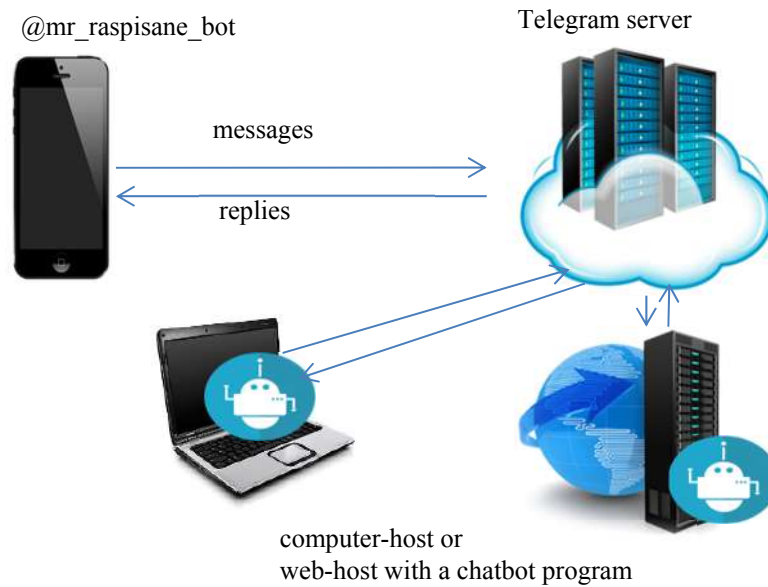 @mr_raspisane_bot
Telegram server
messages
replies
computer-host or
web-host with a chatbot program